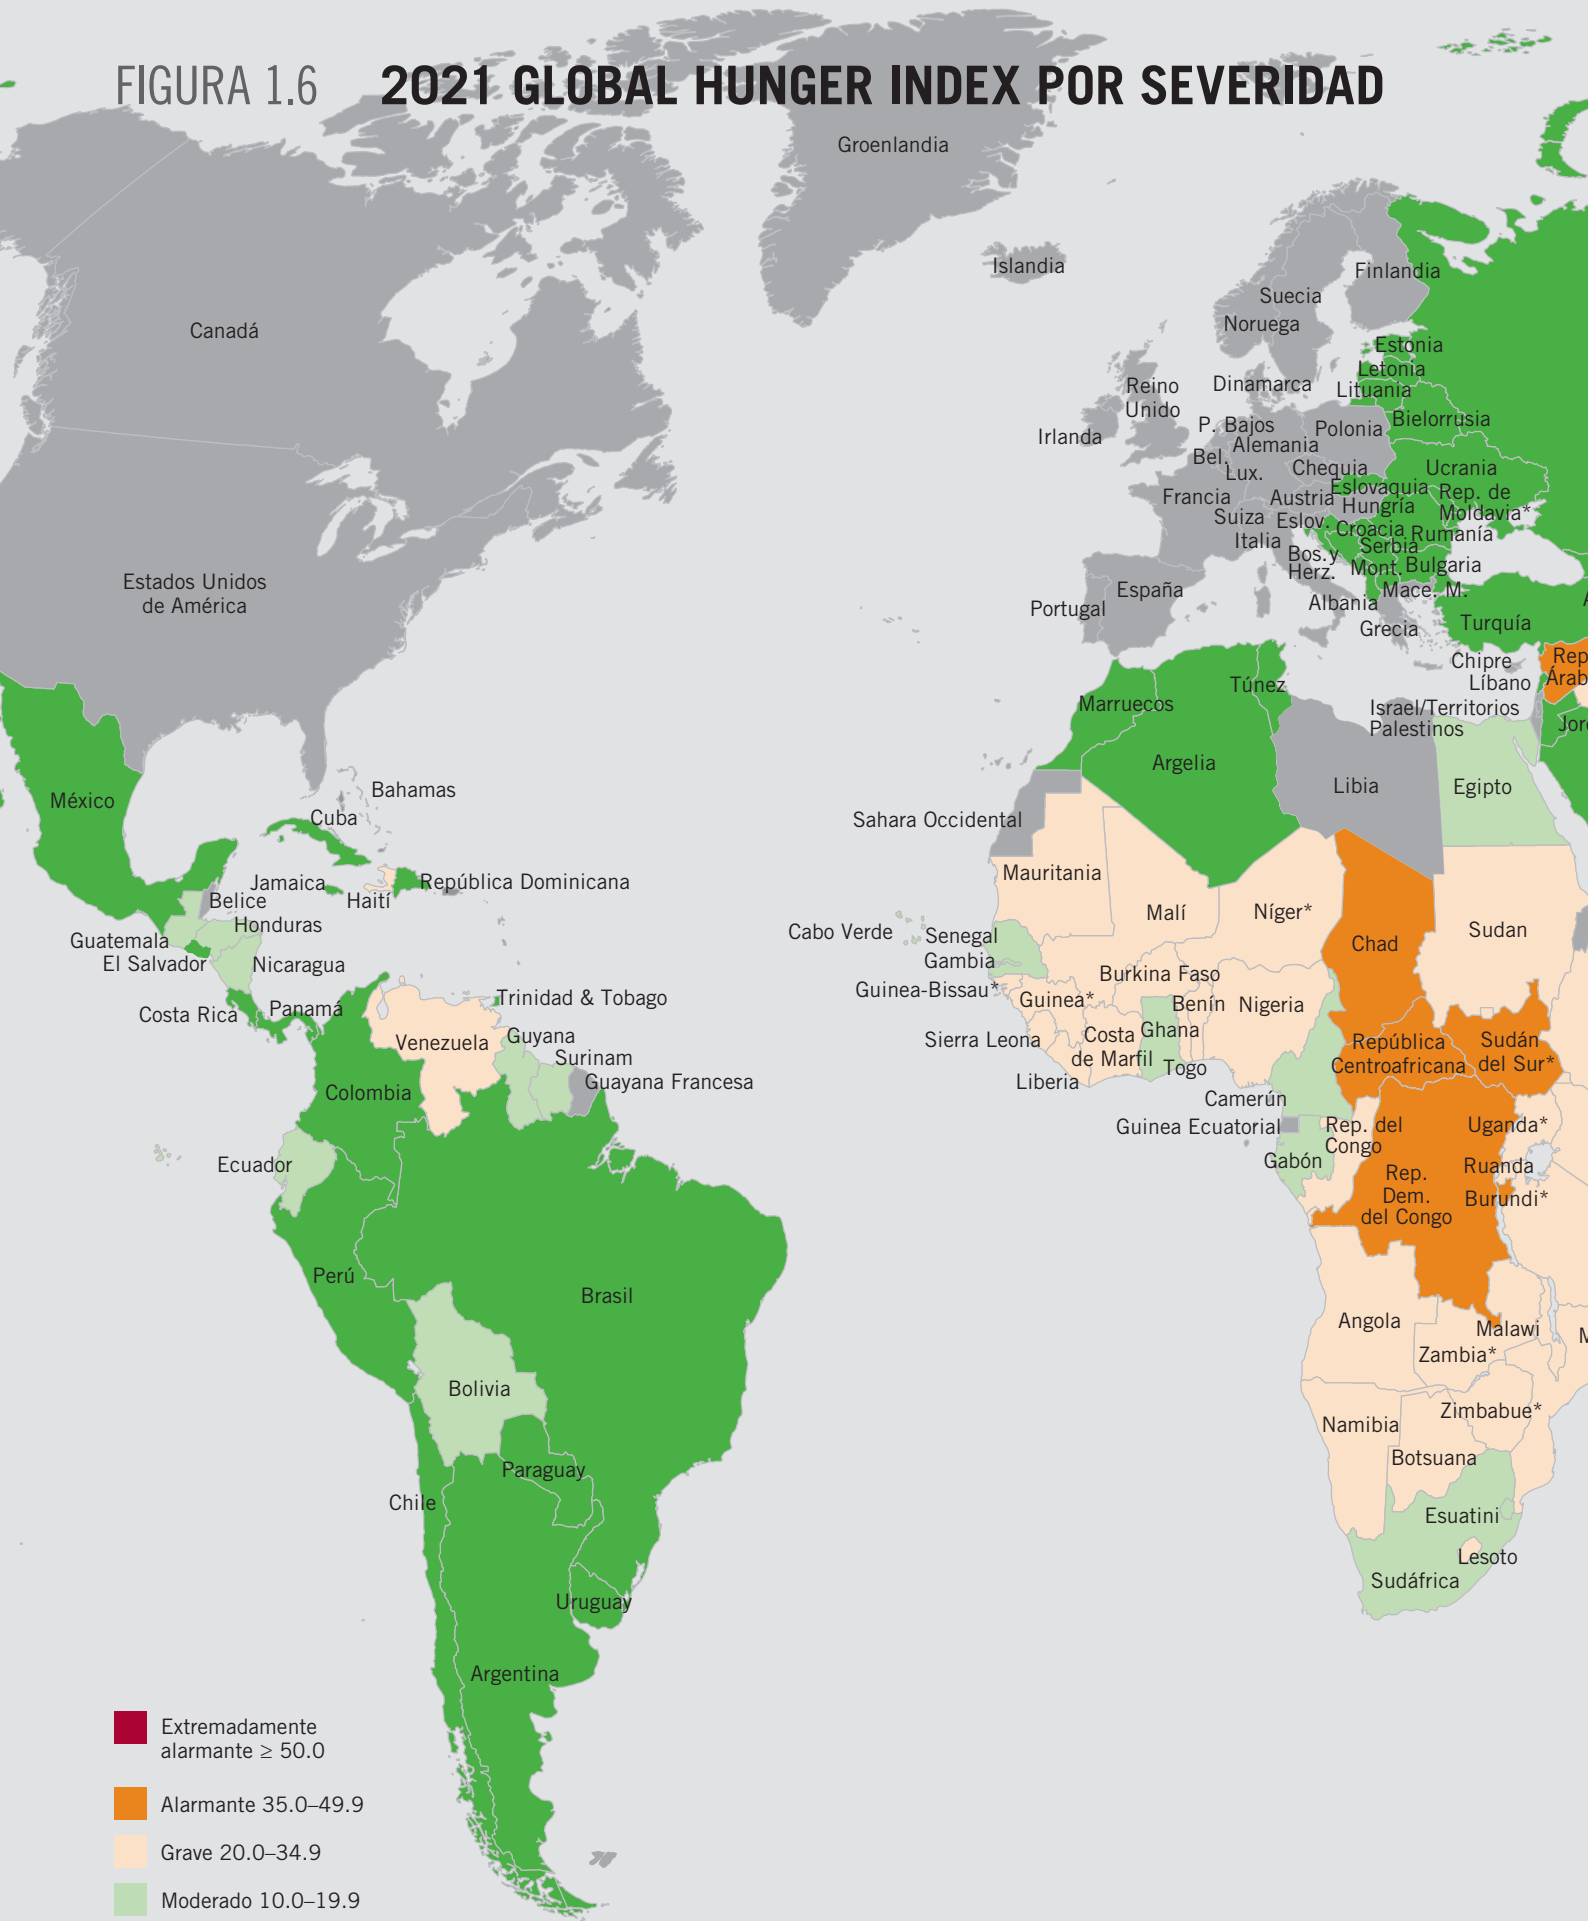 FIGURA 1.6 2021 GLOBAL HUNGER INDEX POR SEVERIDAD
Groenlandia
Islandia
Finlandia
Suecia
Noruega
Canadá
Estonia
Letonia
Lituania
Reino
Unido
Dinamarca
Bielorrusia
P. Bajos
Polonia
Irlanda
Alemania
Bel.
Lux.
Chequia
Ucrania
Eslovaquia
Francia
Austria
Hungría
Rep. de
Moldavia*
Suiza
Eslov.
Croacia
Rumanía
Italia
Serbia
Bos.y
Herz.
Mont.
Bulgaria
Estados Unidos
de América
España
Mace. M.
Portugal
Albania
Grecia
Turquía
Chipre
Rep
Árab
Líbano
Túnez
Marruecos
Israel/Territorios
Palestinos
Jor
Argelia
Libia
Egipto
México
Bahamas
Cuba
Sahara Occidental
Mauritania
Jamaica
República Dominicana
Belice
Haití
Malí
Níger*
Honduras
Cabo Verde
Senegal
Sudan
Guatemala
Chad
El Salvador
Nicaragua
Gambia
Burkina Faso
Guinea-Bissau*
Guinea*
Benín
Nigeria
Trinidad & Tobago
Costa Rica
Panamá
Venezuela
Guyana
Sierra Leona
Costa
de Marfil
Ghana
República
Centroafricana
Sudán
del Sur*
Surinam
Togo
Guayana Francesa
Liberia
Colombia
Camerún
Guinea Ecuatorial
Rep. del
Congo
Uganda*
Ecuador
Gabón
Ruanda
Rep.
Dem.
del Congo
Burundi*
Perú
Brasil
Angola
Malawi
M
Zambia*
Bolivia
Zimbabue*
Namibia
Botsuana
Paraguay
Chile
Esuatini
Lesoto
Sudáfrica
Uruguay
Argentina
Extremadamente
alarmante ≥ 50.0
Alarmante 35.0–49.9
Grave 20.0–34.9
Moderado 10.0–19.9